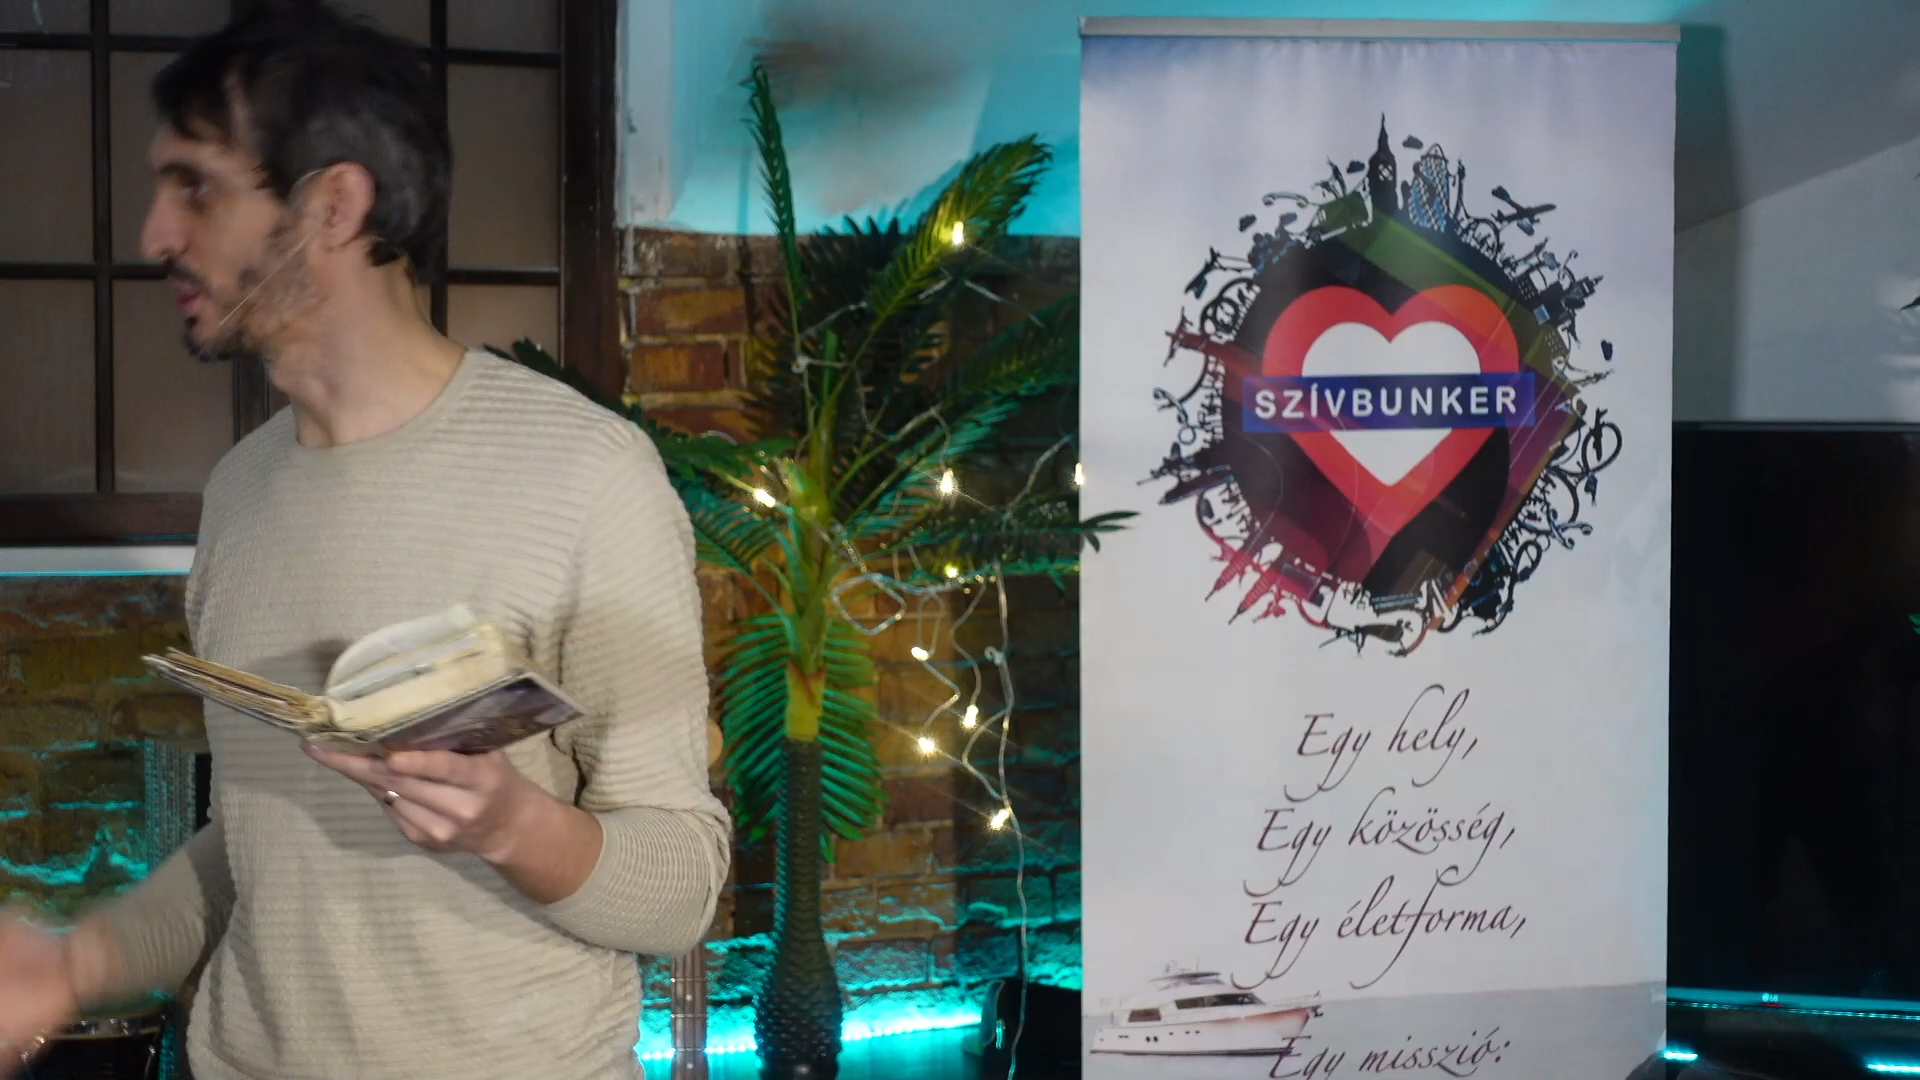 SZÍVBUNKER
Egy hely,
Egy közösség,
Egy életforma,
Egy misszió: